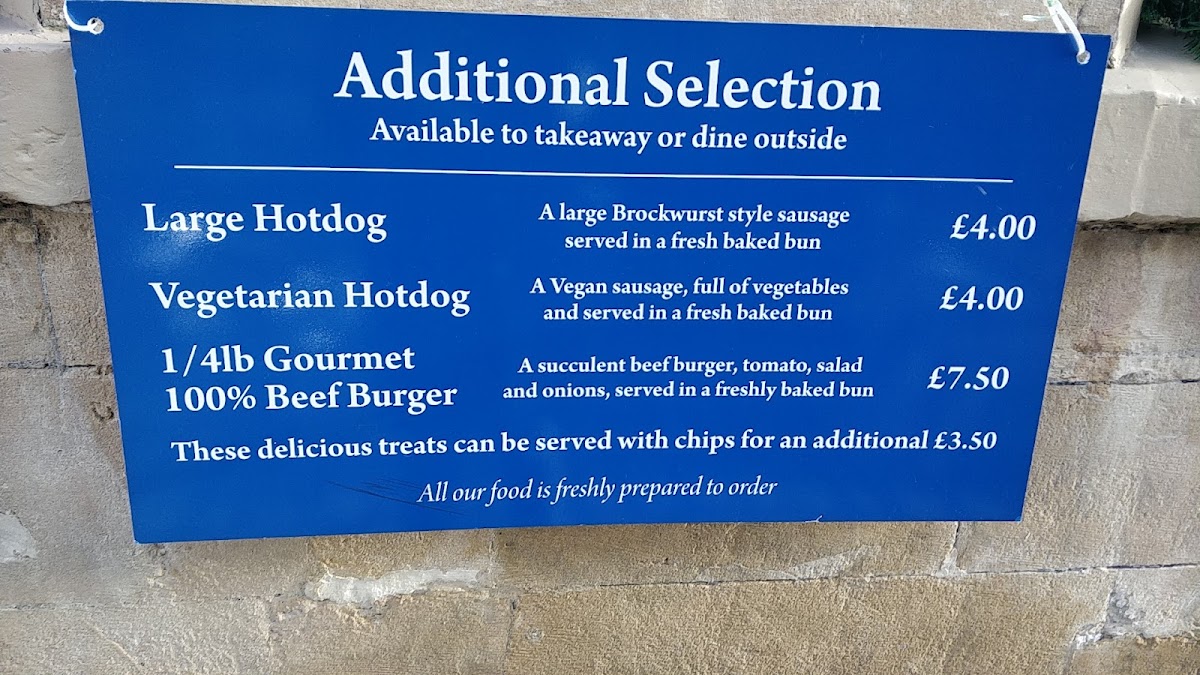 Additional Selection
Available to takeaway or dine outside
Large Hotdog
A large Brockwurst style sausage
served in a fresh baked bun
£4.00
Vegetarian Hotdog
A Vegan sausage, full of vegetables
and served in a fresh baked bun
£4.00
1/4lb Gourmet
100% Beef Burger
A succulent beef burger, tomato, salad
and onions, served in a freshly baked bun
£7.50
These delicious treats can be served with chips for an additional £3.50
All our food is freshly prepared to order